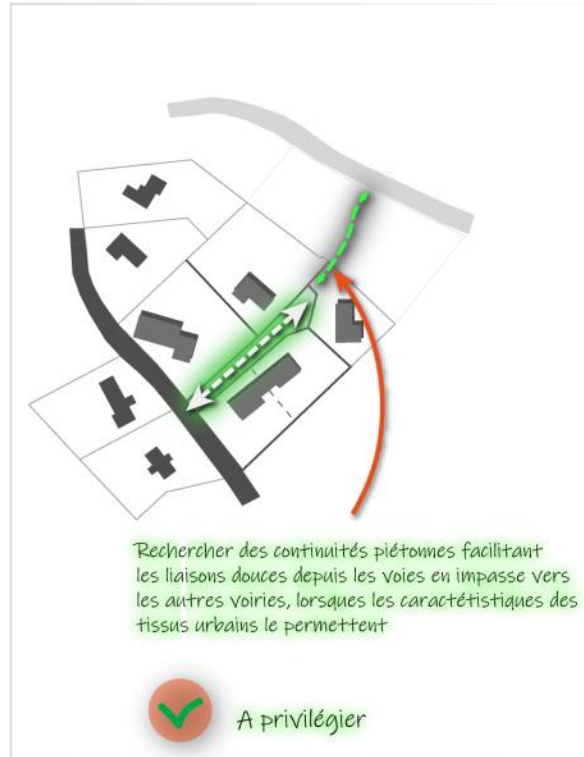 Rechercher des continuités piétonnes facilitant
les liaisons douces depuis les voies en impasse vers
les autres voiries, lorsques les caractétistiques des
tissus urbains le permettent
A privilégier